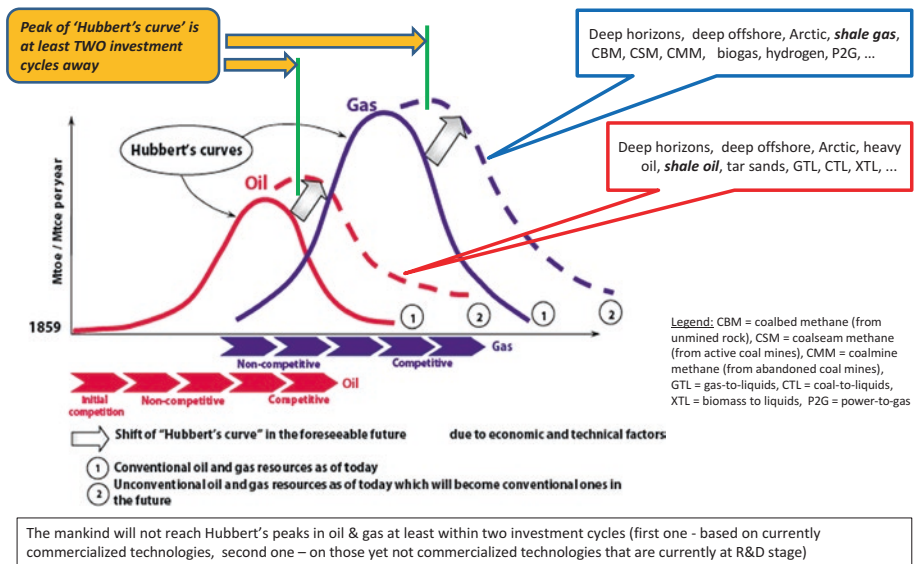 Peak of ‘Hubbert’s curve’ is
at least TWO investment
cycles away
Deep horizons, deep offshore, Arctic, shale gas,
CBM, CSM, CMM, biogas, hydrogen, P2G, ...
Deep horizons, deep offshore, Arctic, heavy
oil, shale oil, tar sands, GTL, CTL, XTL, ...
Gas
Hubbert's curves
Oil
Mtoe / Mtce per year
1859
1
2
1
2
Legend: CBM = coalbed methane (from
unmined rock), CSM = coalseam methane
(from active coal mines), CMM = coalmine
methane (from abandoned coal mines),
GTL = gas-to-liquids, CTL = coal-to-liquids,
XTL = biomass to liquids, P2G = power-to-gas
Gas
Non-competitive
Competitive
Oil
Initial
competition
Non-competitive
Competitive
Shift of "Hubbert's curve" in the foreseeable future due to economic and technical factors
1 Conventional oil and gas resources as of today
2 Unconventional oil and gas resources as of today which will become conventional ones in
the future
The mankind will not reach Hubbert’s peaks in oil & gas at least within two investment cycles (first one - based on currently
commercialized technologies, second one – on those yet not commercialized technologies that are currently at R&D stage)